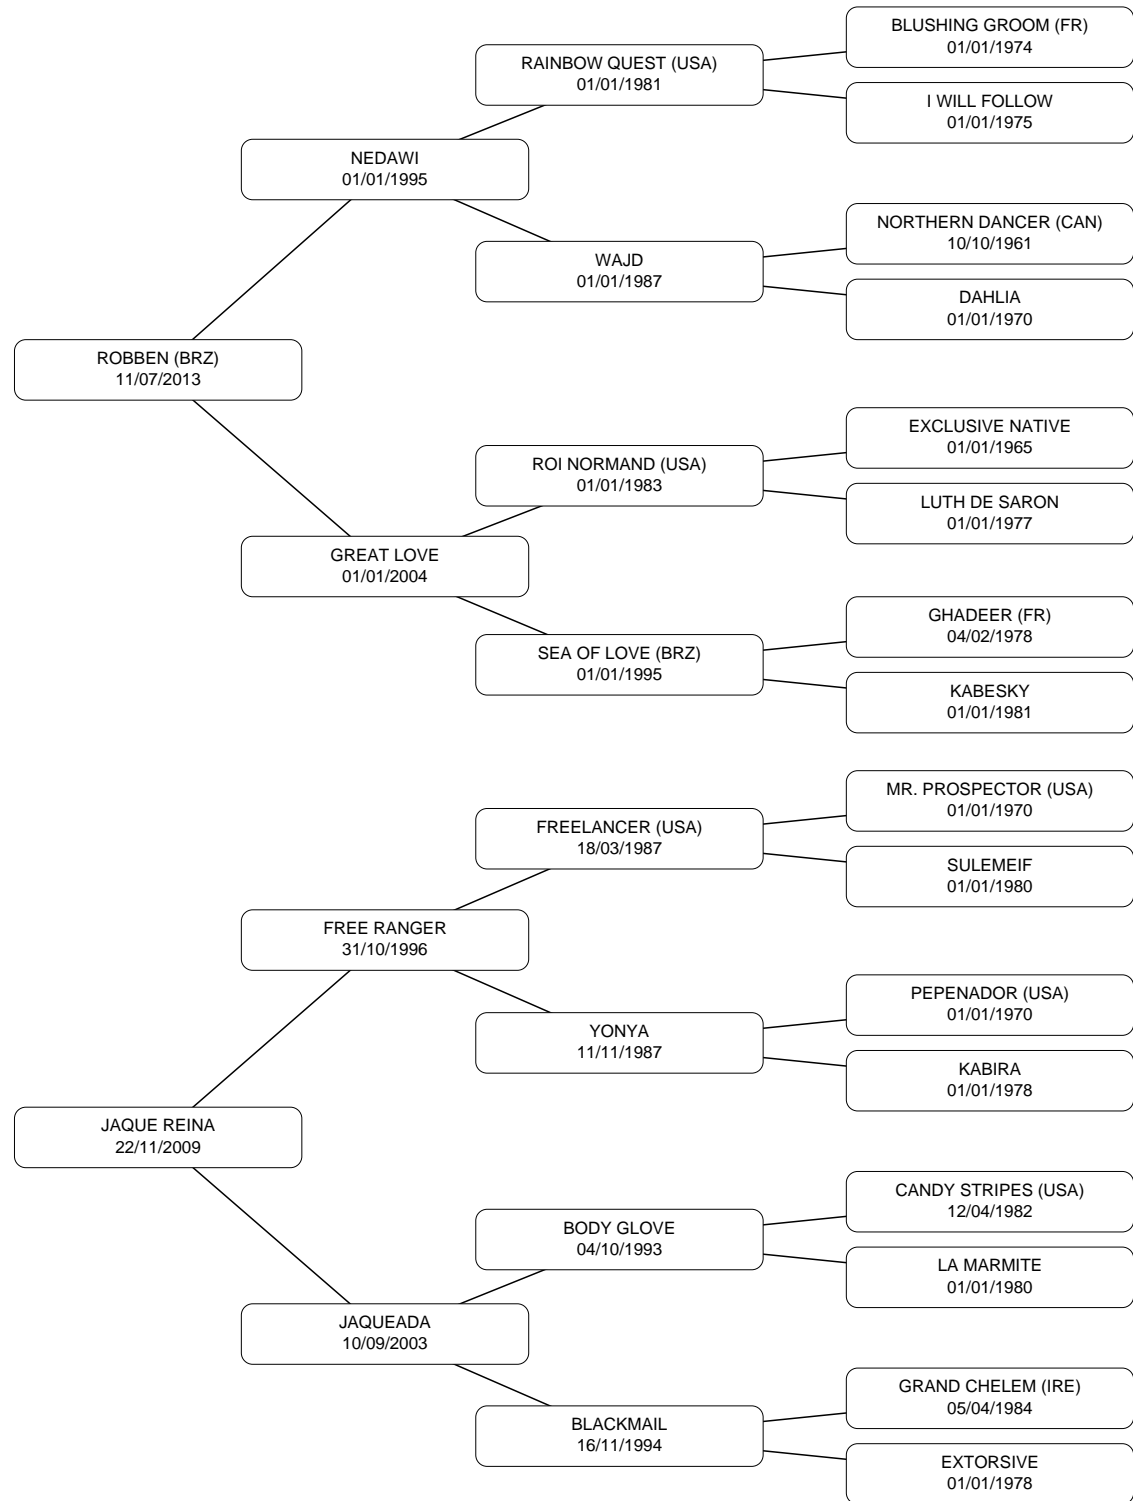 BLUSHING GROOM (FR)
01/01/1974
RAINBOW QUEST (USA)
01/01/1981
I WILL FOLLOW
01/01/1975
NEDAWI
01/01/1995
NORTHERN DANCER (CAN)
10/10/1961
WAJD
01/01/1987
DAHLIA
01/01/1970
ROBBEN (BRZ)
11/07/2013
EXCLUSIVE NATIVE
01/01/1965
ROI NORMAND (USA)
01/01/1983
LUTH DE SARON
01/01/1977
GREAT LOVE
01/01/2004
GHADEER (FR)
04/02/1978
SEA OF LOVE (BRZ)
01/01/1995
KABESKY
01/01/1981
MR. PROSPECTOR (USA)
01/01/1970
FREELANCER (USA)
18/03/1987
SULEMEIF
01/01/1980
FREE RANGER
31/10/1996
PEPENADOR (USA)
01/01/1970
YONYA
11/11/1987
KABIRA
01/01/1978
JAQUE REINA
22/11/2009
CANDY STRIPES (USA)
12/04/1982
BODY GLOVE
04/10/1993
LA MARMITE
01/01/1980
JAQUEADA
10/09/2003
GRAND CHELEM (IRE)
05/04/1984
BLACKMAIL
16/11/1994
EXTORSIVE
01/01/1978